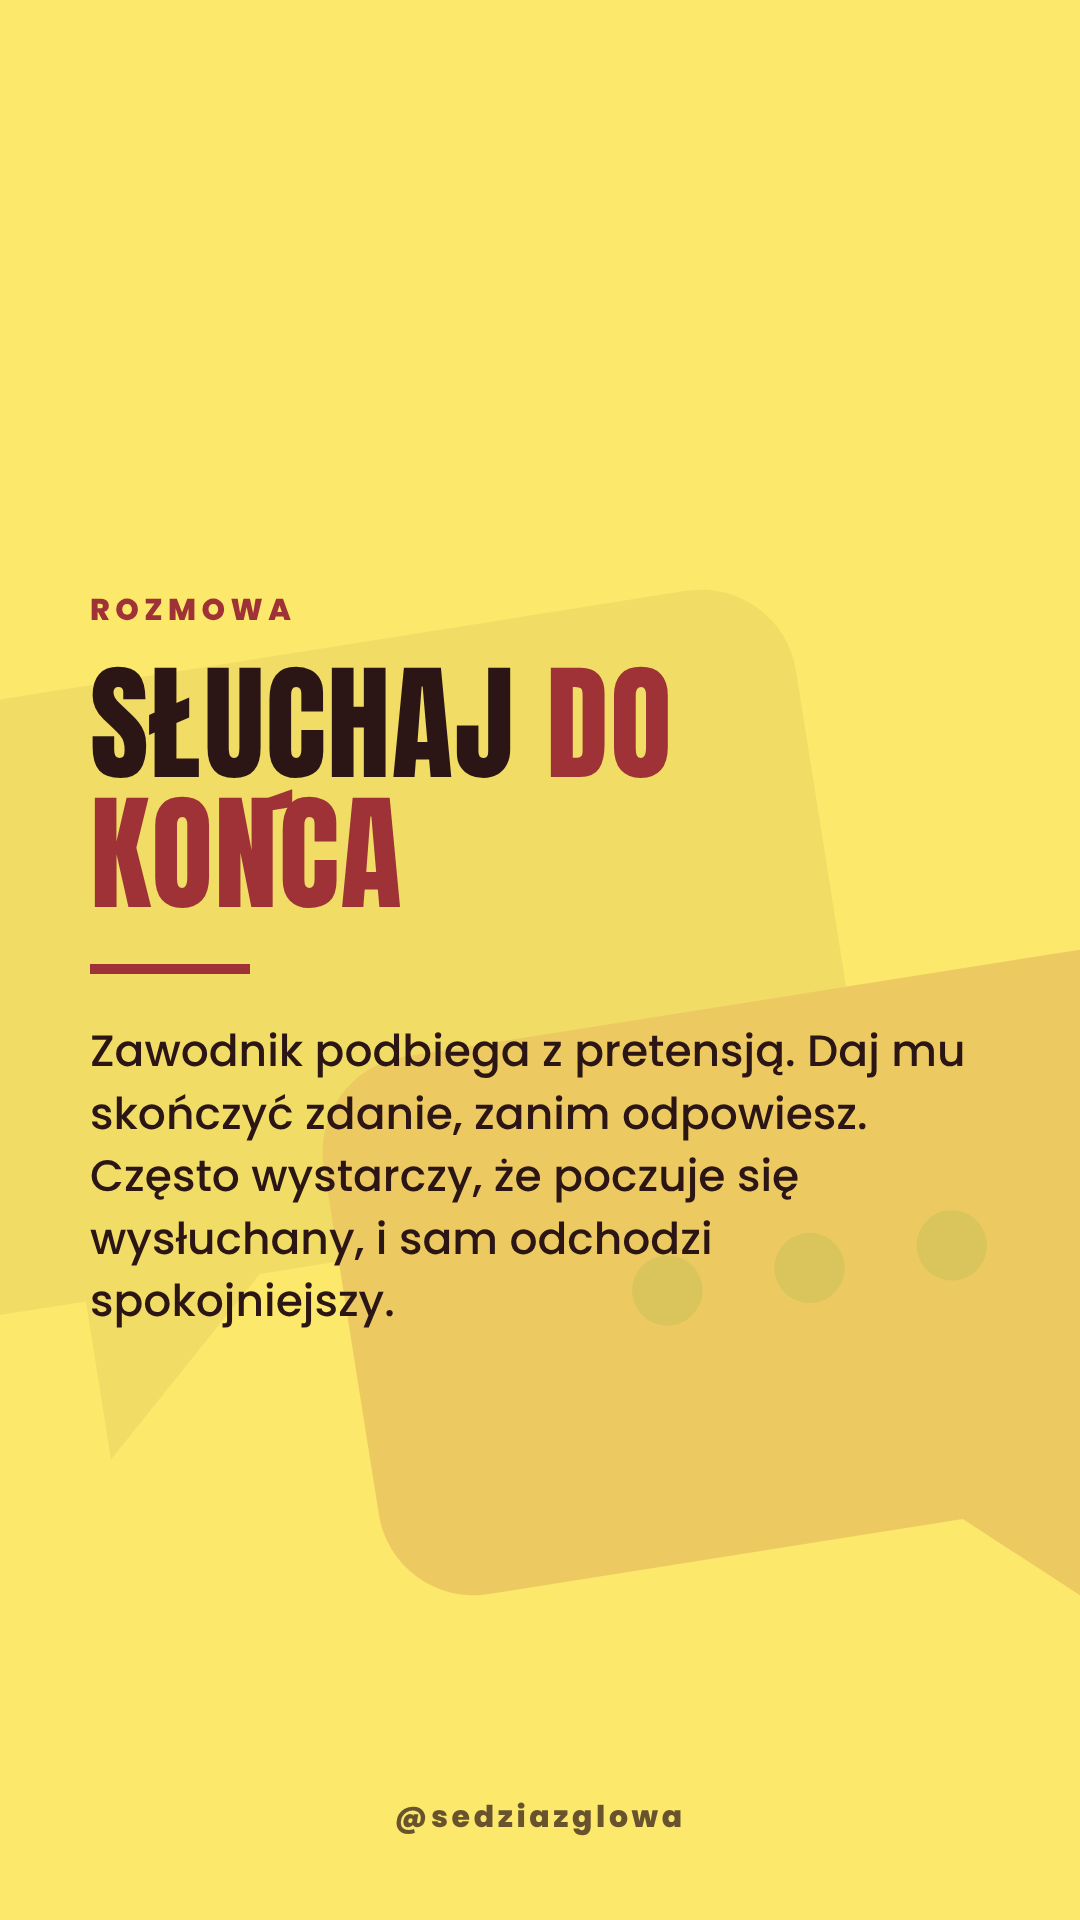 ROZMOWA
SŁUCHAJ DO
KOŃCA
Zawodnik podbiega z pretensją. Daj mu
skończyć zdanie, zanim odpowiesz.
Często wystarczy, że poczuje się
wysłuchany, i sam odchodzi
spokojniejszy.
@sedziazglowa